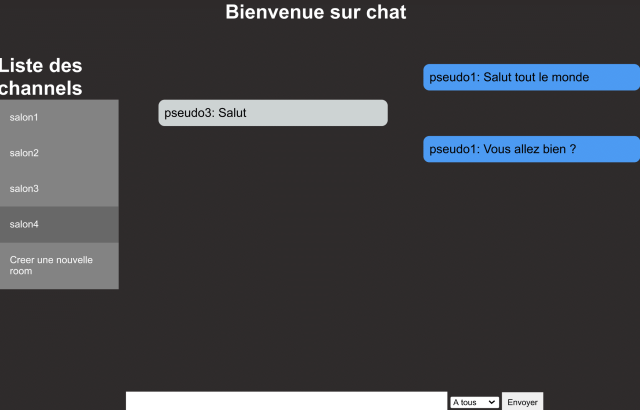 Bienvenue sur chat
Liste des
channels
salon1
salon2
salon3
salon4
Creer une nouvelle
room
pseudo1: Salut tout le monde
pseudo3: Salut
pseudo1: Vous allez bien ?
A tous
Envoyer